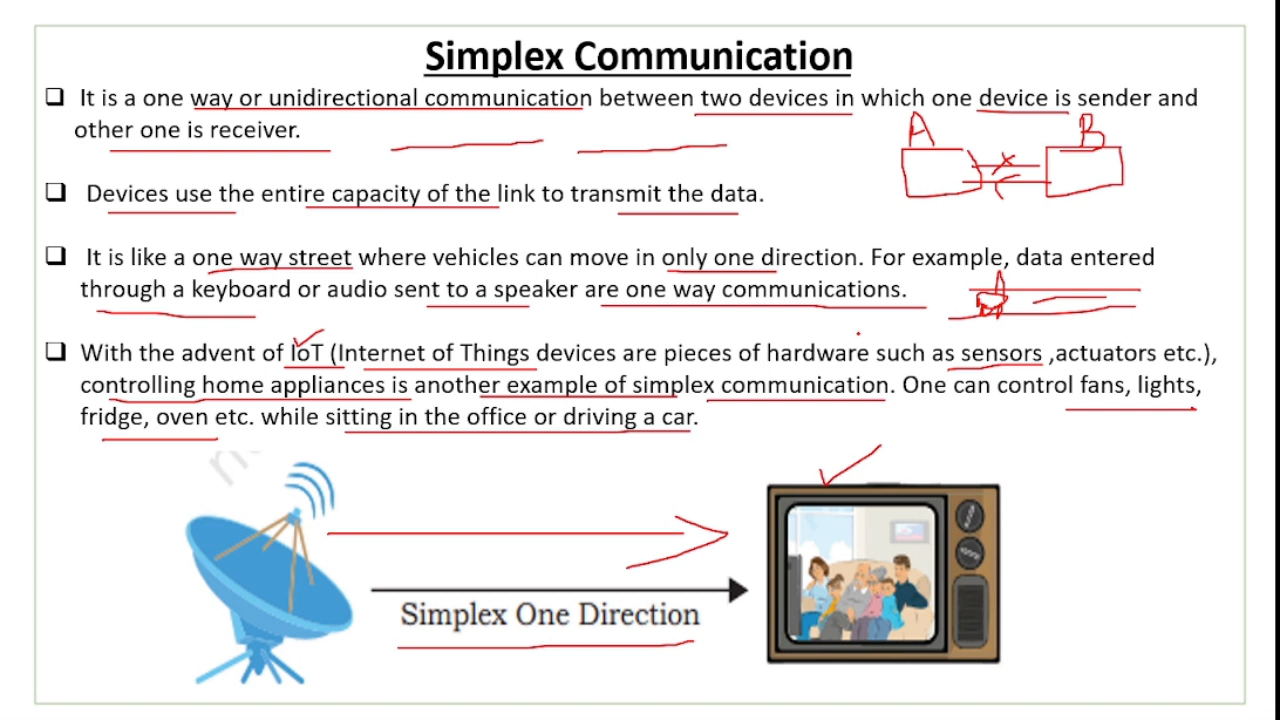 Simplex Communication
❑ It is a one way or unidirectional communication between two devices in which one device is sender and
other one is receiver.
A B
❑ Devices use the entire capacity of the link to transmit the data.
❑ It is like a one way street where vehicles can move in only one direction. For example, data entered
through a keyboard or audio sent to a speaker are one way communications.
❑ With the advent of IoT (Internet of Things devices are pieces of hardware such as sensors ,actuators etc.),
controlling home appliances is another example of simplex communication. One can control fans, lights,
fridge, oven etc. while sitting in the office or driving a car.
Simplex One Direction